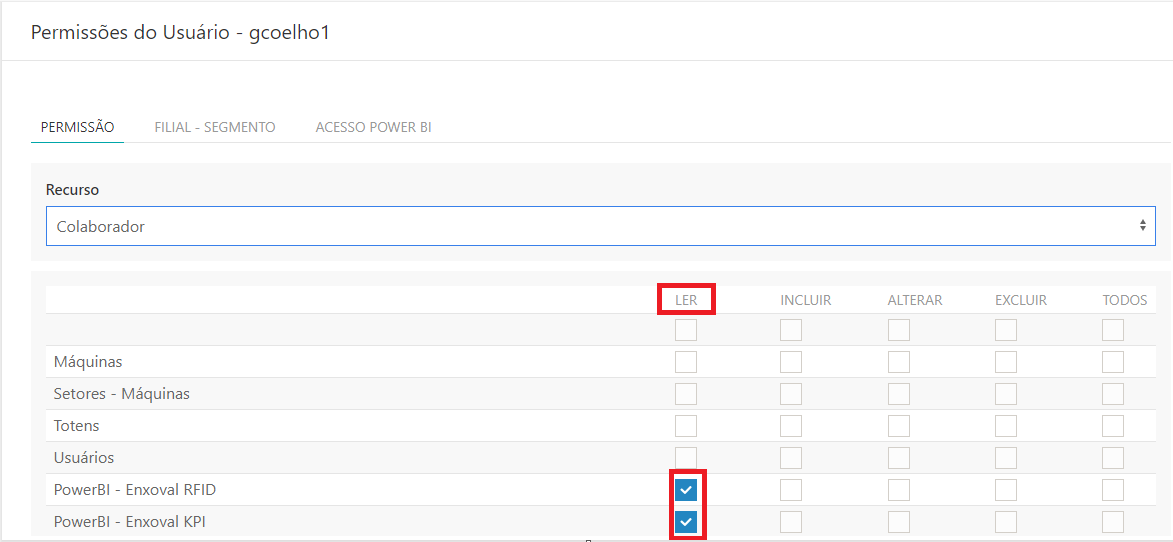 Permissões do Usuário - gcoelho1
PERMISSÃO FILIAL - SEGMENTO ACESSO POWER BI
Recurso
Colaborador
LER INCLUIR ALTERAR EXCLUIR TODOS
Máquinas
Setores - Máquinas
Totens
Usuários
PowerBI - Enxoval RFID
PowerBI - Enxoval KPI